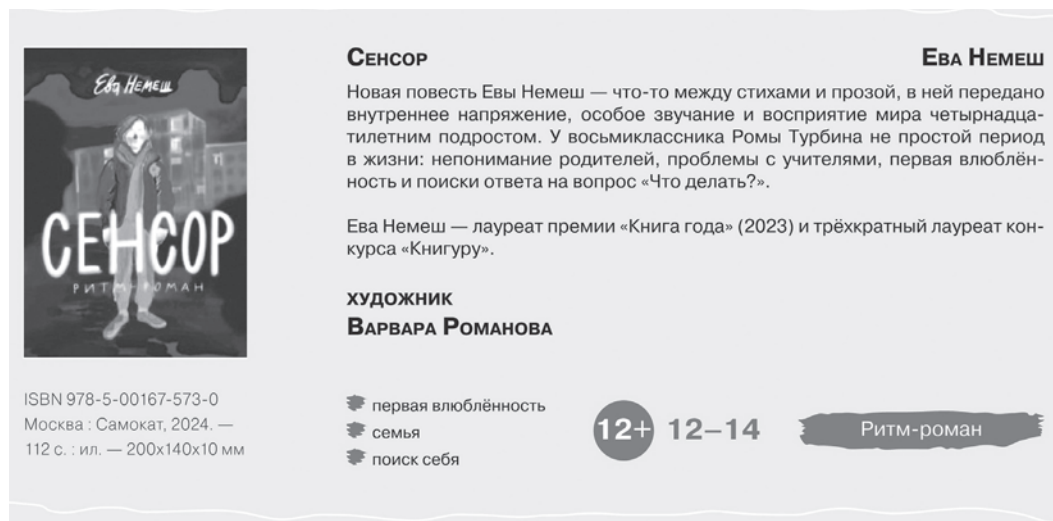 Ева Немеш
СЕНСОР
РИТМ-РОМАН
ISBN 978-5-00167-573-0
Москва : Самокат, 2024. —
112 с. : ил. — 200х140х10 мм
Сенсор Ева Немеш
Новая повесть Евы Немеш — что-то между стихами и прозой, в ней передано
внутреннее напряжение, особое звучание и восприятие мира четырнадца-
тилетним подростом. У восьмиклассника Ромы Турбина не простой период
в жизни: непонимание родителей, проблемы с учителями, первая влюблён-
ность и поиски ответа на вопрос «Что делать?».
Ева Немеш — лауреат премии «Книга года» (2023) и трёхкратный лауреат кон-
курса «Книгуру».
художник
Варвара Романова
первая влюблённость
семья
поиск себя
12+ 12–14
Ритм-роман